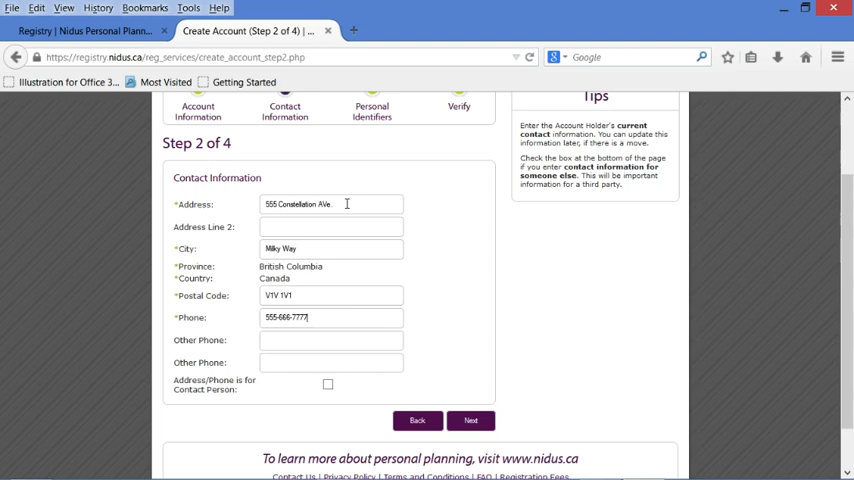 File Edit View History Bookmarks Tools Help
Registry | Nidus Personal Plann... × Create Account (Step 2 of 4) | ... ×
https://registry.nidus.ca/reg_services/create_account_step2.php
Google
Illustration for Office 3... Most Visited Getting Started
Account Information
Contact Information
Personal Identifiers
Verify
Step 2 of 4
Contact Information
*Address: 555 Constellation AVe.
Address Line 2:
*City: Milky Way
*Province: British Columbia
*Country: Canada
*Postal Code: V1V 1V1
*Phone: 555-666-7777
Other Phone:
Other Phone:
Address/Phone is for
Contact Person:
Back Next
Tips
Enter the Account Holder's current
contact information. You can update this
information later, if there is a move.
Check the box at the bottom of the page
if you enter contact information for
someone else. This will be important
information for a third party.
To learn more about personal planning, visit www.nidus.ca
Contact Us | Privacy Policy | Terms and Conditions | FAQ | Registration Fees